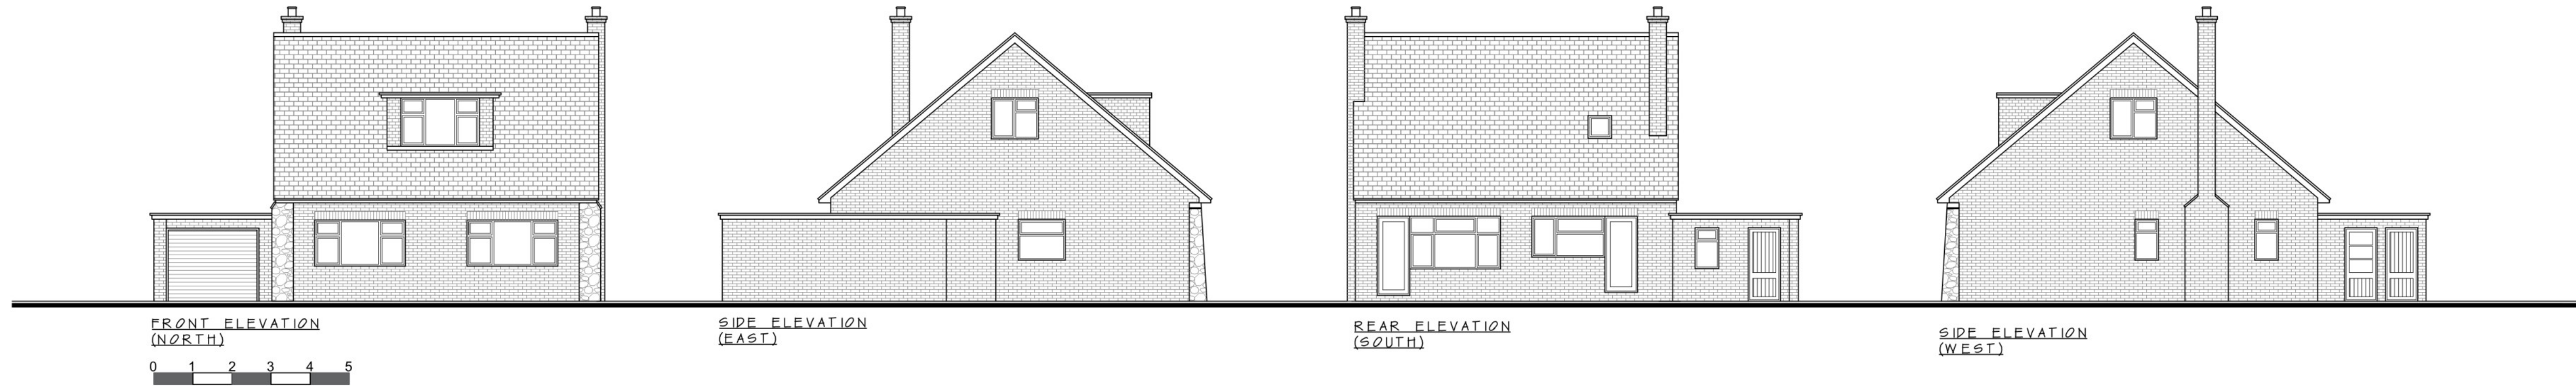 FRONT ELEVATION
(NORTH)
SIDE ELEVATION
(EAST)
REAR ELEVATION
(SOUTH)
SIDE ELEVATION
(WEST)
0 1 2 3 4 5